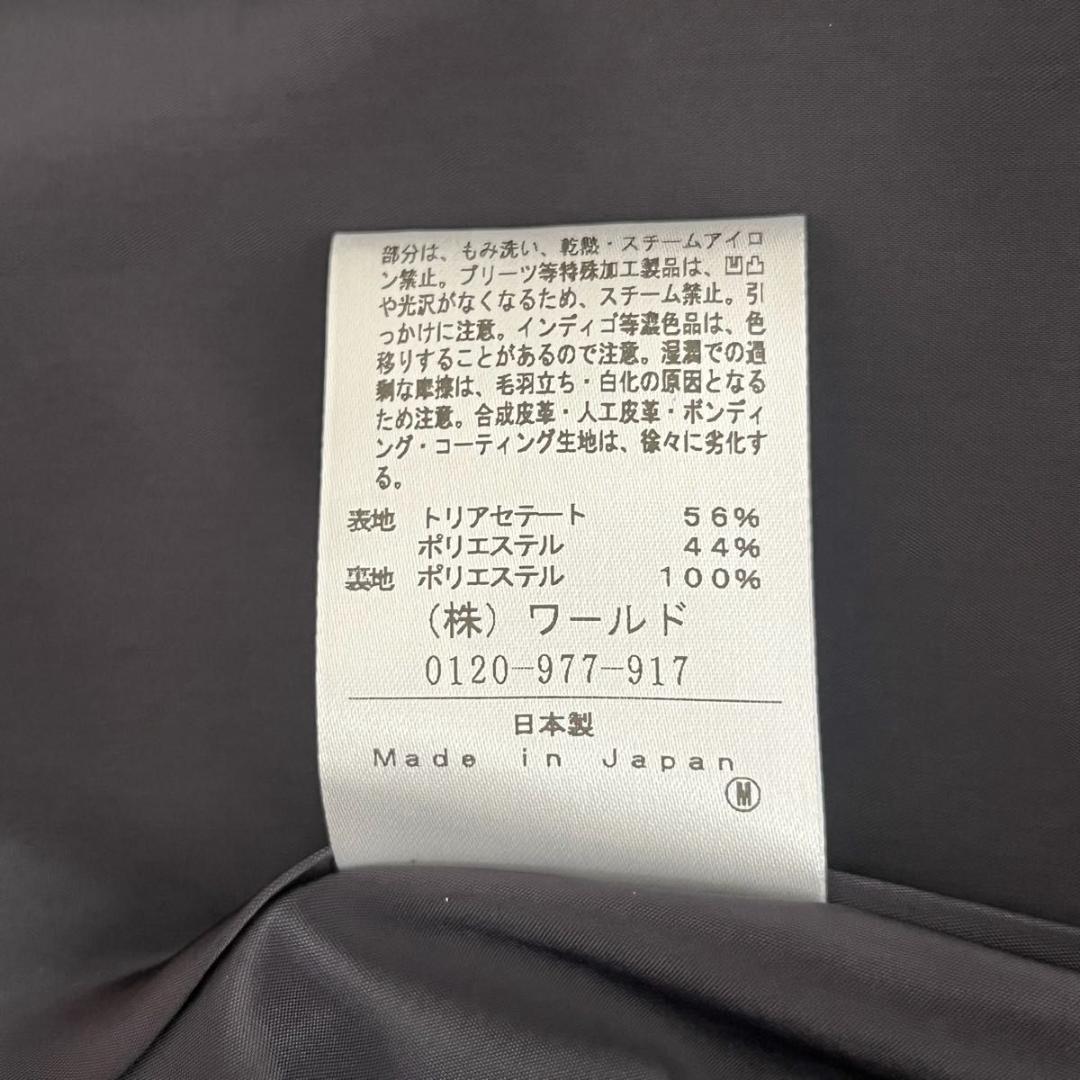 部分は、もみ洗い、乾熱・スチームアイロ
ン禁止。プリーツ等特殊加工製品は、凹凸
や光沢がなくなるため、スチーム禁止。引
っかけに注意。インディゴ等濃色品は、色
移りすることがあるので注意。湿潤での過
剰な摩擦は、毛羽立ち・白化の原因となる
ため注意。合成皮革・人工皮革・ボンディ
ング・コーティング生地は、徐々に劣化す
る。
表地 トリアセテート 56%
ポリエステル 44%
裏地 ポリエステル 100%
(株) ワールド
0120-977-917
日本製
Made in Japan
Ⓜ